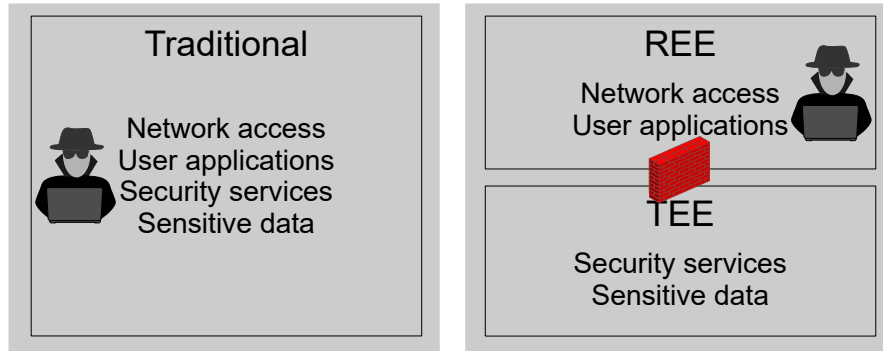 Traditional
Network access
User applications
Security services
Sensitive data
REE
Network access
User applications
TEE
Security services
Sensitive data